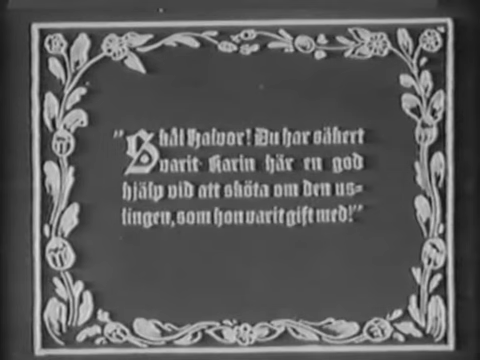 "Skål Halvor! Du har säkert
varit Karin här en god
hjälp vid att sköta om den us-
lingen, som hon varit gift med!"